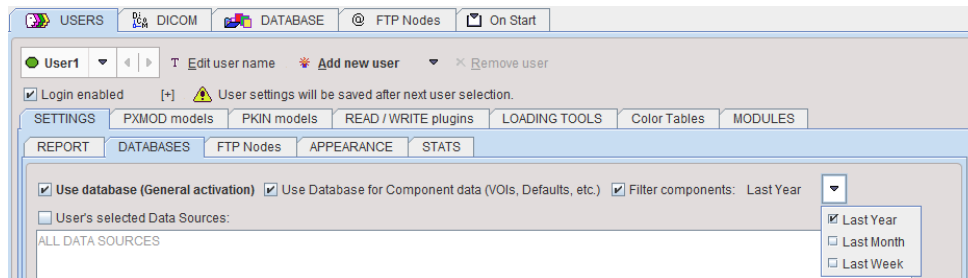 USERS DICOM DATABASE @ FTP Nodes On Start
User1 T Edit user name Add new user Remove user
Login enabled [+] User settings will be saved after next user selection.
SETTINGS PXMOD models PKIN models READ / WRITE plugins LOADING TOOLS Color Tables MODULES
REPORT DATABASES FTP Nodes APPEARANCE STATS
Use database (General activation) Use Database for Component data (VOIs, Defaults, etc.) Filter components: Last Year
User's selected Data Sources:
ALL DATA SOURCES
Last Year
Last Month
Last Week